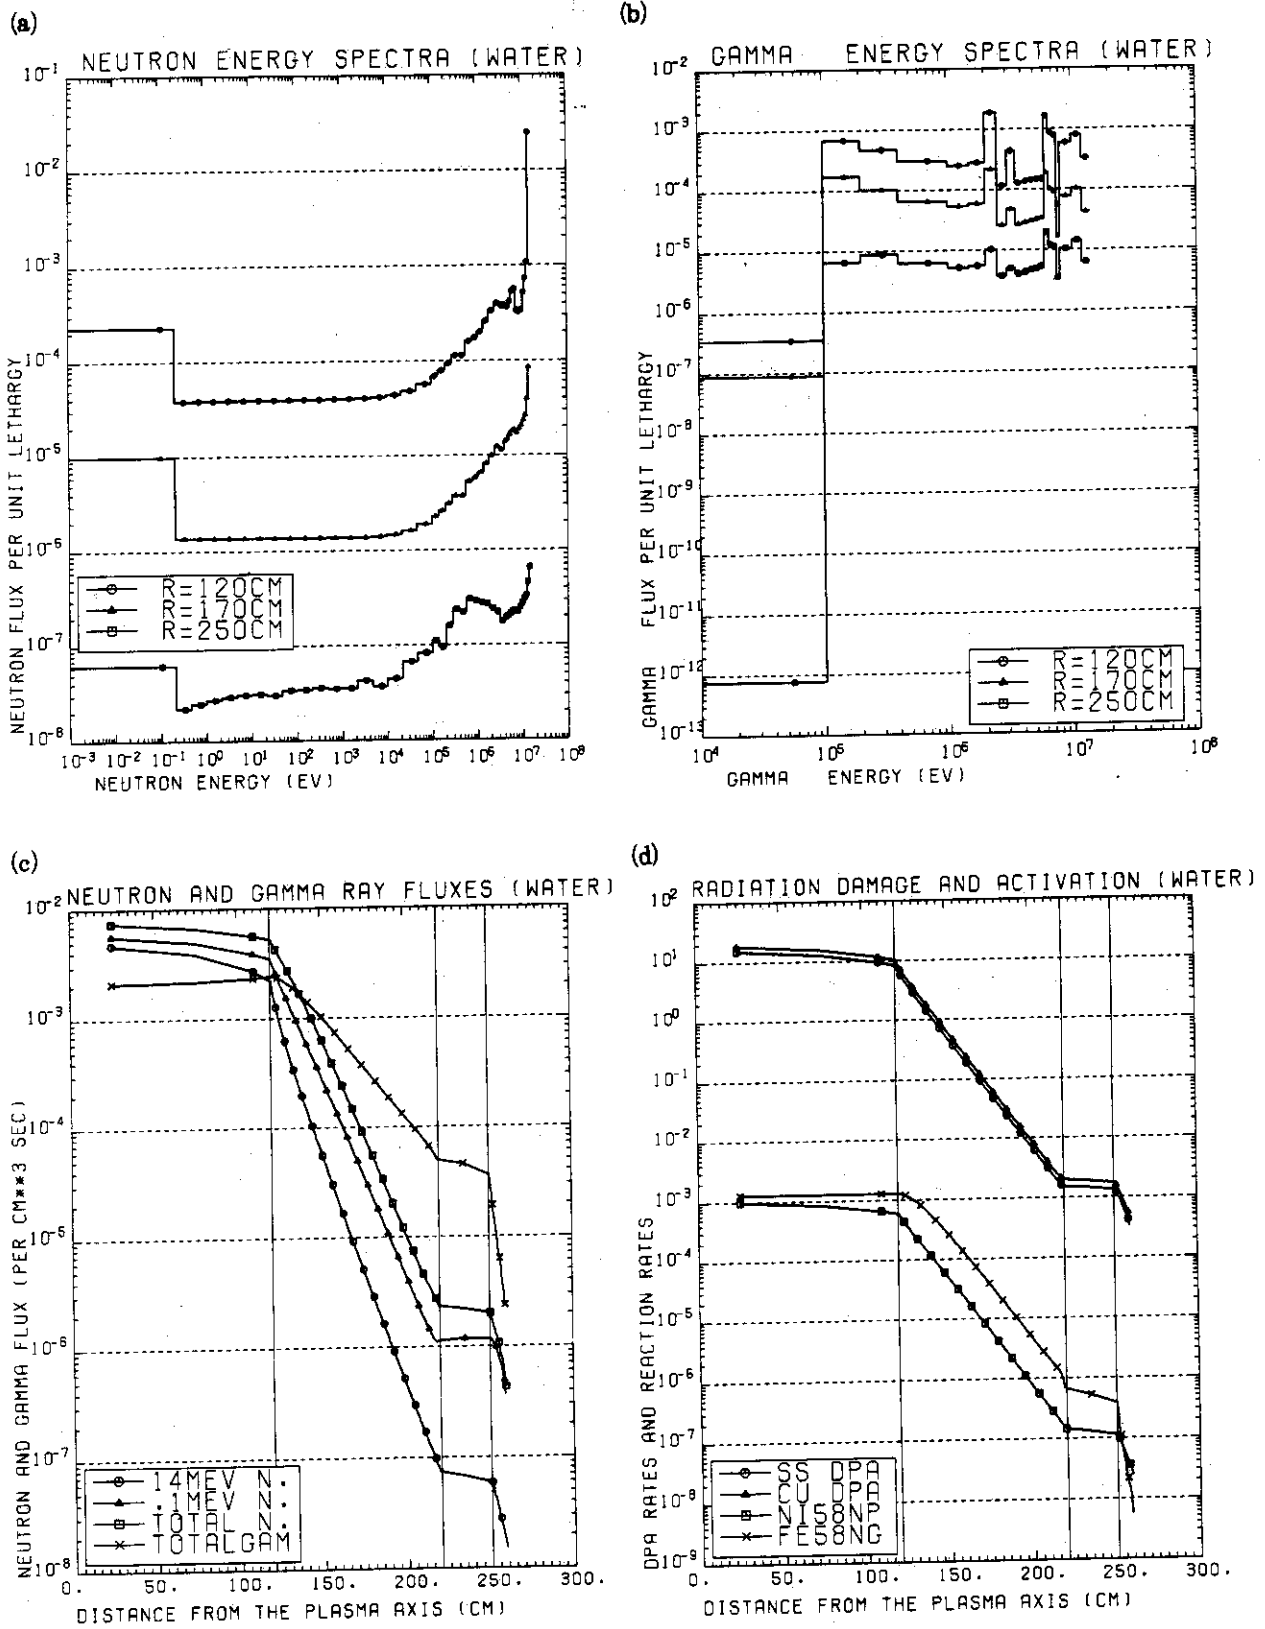 (a)
NEUTRON ENERGY SPECTRA (WATER)
10⁻¹
10⁻²
10⁻³
10⁻⁴
10⁻⁵
10⁻⁶
10⁻⁷
10⁻⁸
NEUTRON FLUX PER UNIT LETHARGY
R=120CM
R=170CM
R=250CM
10⁻³ 10⁻² 10⁻¹ 10⁰ 10¹ 10² 10³ 10⁴ 10⁵ 10⁶ 10⁷ 10⁸
NEUTRON ENERGY (EV)
(b)
GAMMA ENERGY SPECTRA (WATER)
10⁻²
10⁻³
10⁻⁴
10⁻⁵
10⁻⁶
10⁻⁷
10⁻⁸
10⁻⁹
10⁻¹⁰
10⁻¹¹
10⁻¹²
10⁻¹³
GAMMA FLUX PER UNIT LETHARGY
R=120CM
R=170CM
R=250CM
10⁴ 10⁵ 10⁶ 10⁷ 10⁸
GAMMA ENERGY (EV)
(c)
NEUTRON AND GAMMA RAY FLUXES (WATER)
10⁻²
10⁻³
10⁻⁴
10⁻⁵
10⁻⁶
10⁻⁷
10⁻⁸
NEUTRON AND GAMMA FLUX (PER CM**3 SEC)
14MEV N.
.1MEV N.
TOTAL N.
TOTALGAM
0. 50. 100. 150. 200. 250. 300.
DISTANCE FROM THE PLASMA AXIS (CM)
(d)
RADIATION DAMAGE AND ACTIVATION (WATER)
10²
10¹
10⁰
10⁻¹
10⁻²
10⁻³
10⁻⁴
10⁻⁵
10⁻⁶
10⁻⁷
10⁻⁸
10⁻⁹
DPA RATES AND REACTION RATES
SS DPA
CU DPA
NI58NP
FE58NG
0. 50. 100. 150. 200. 250. 300.
DISTANCE FROM THE PLASMA AXIS (CM)